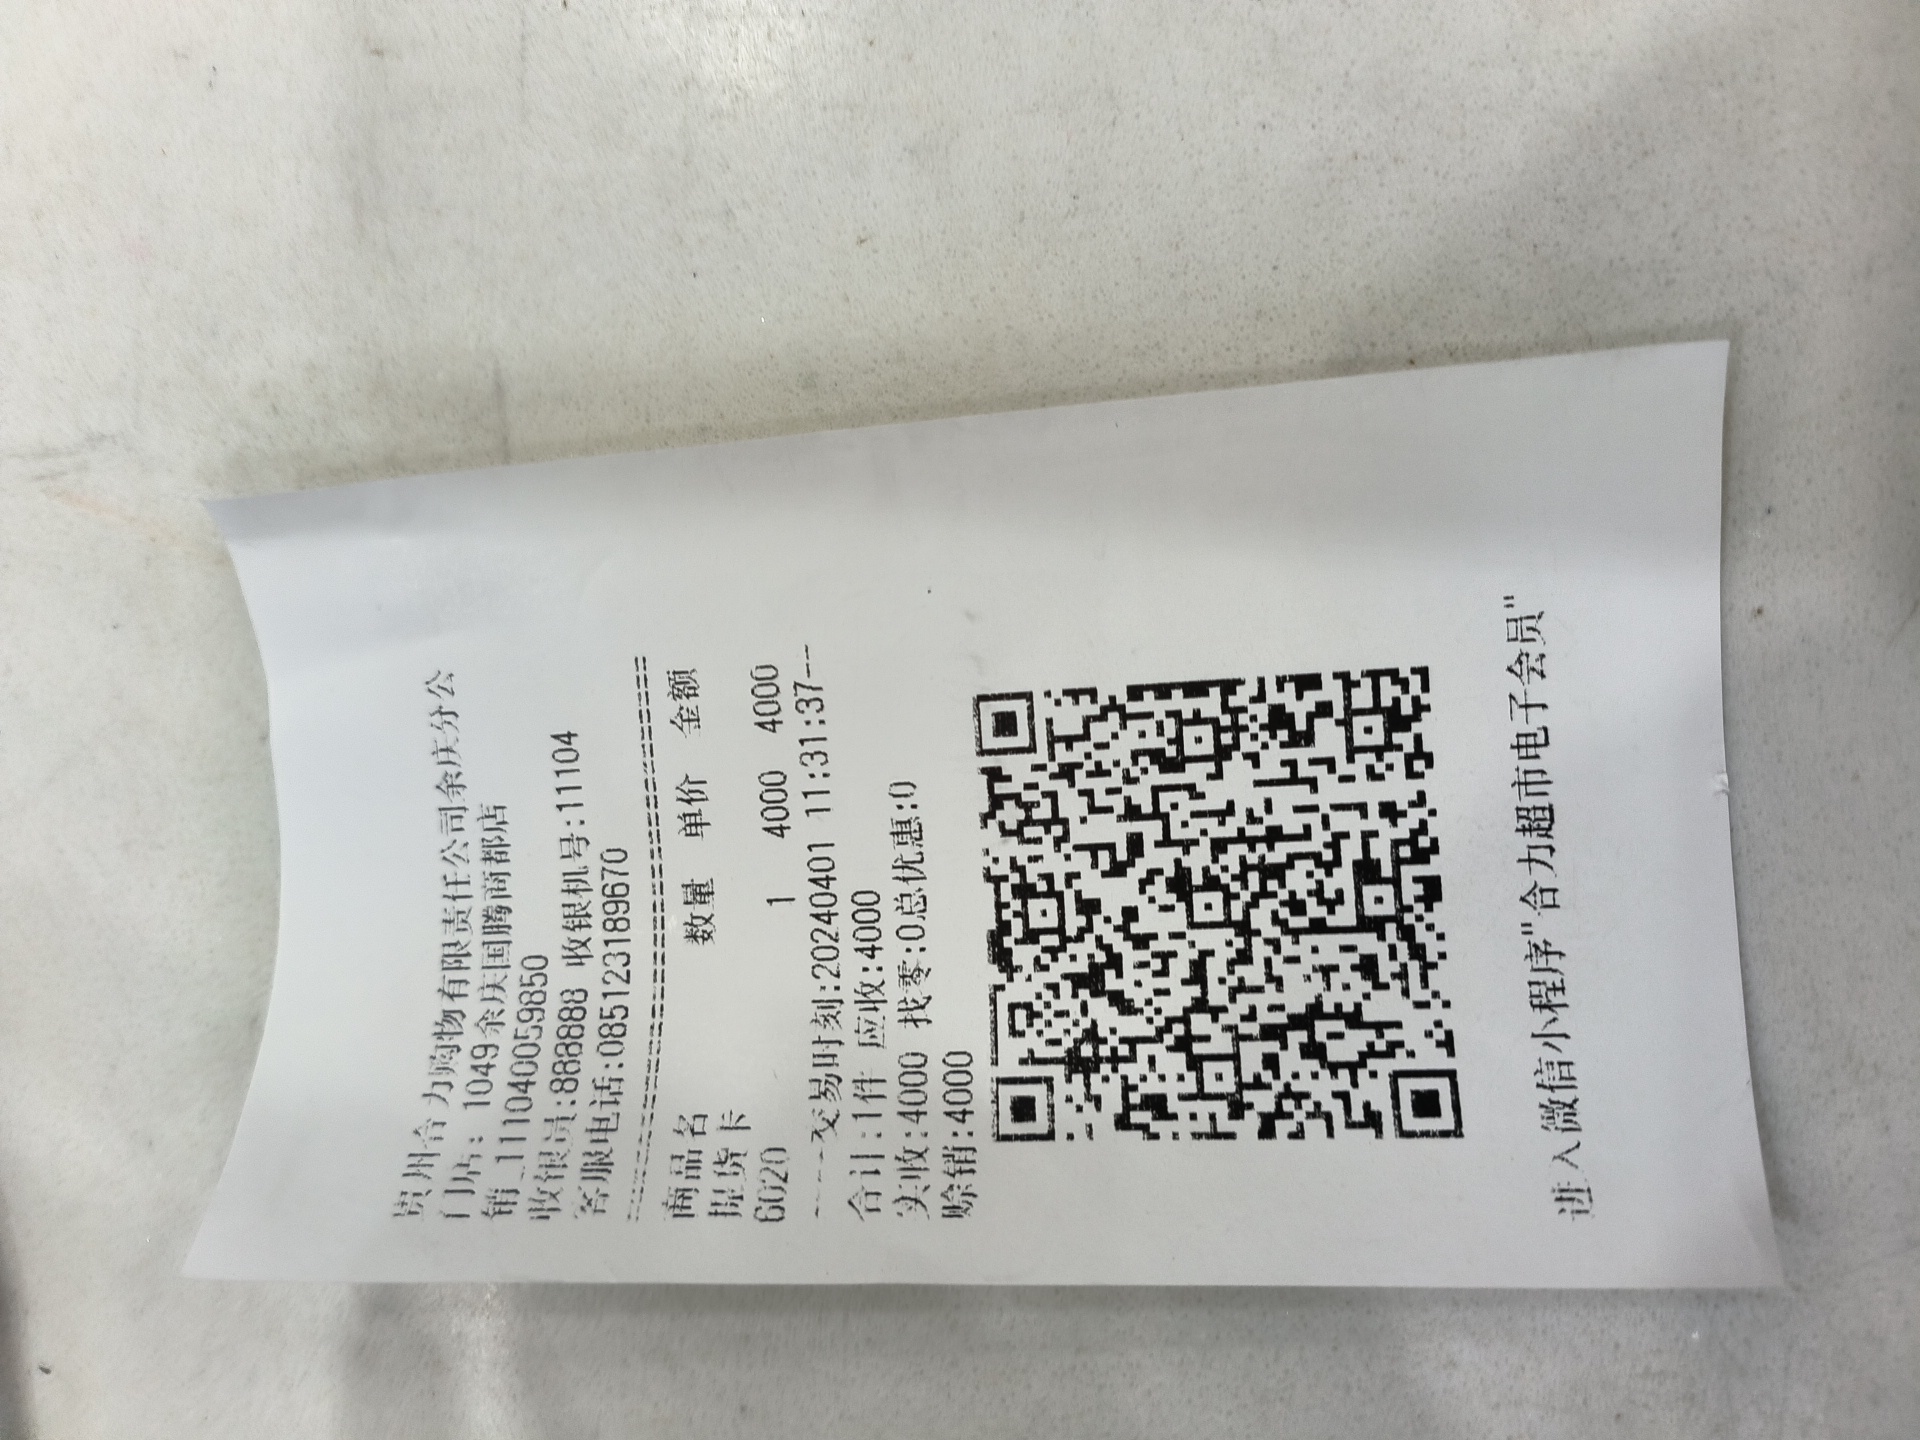 贵州合力购物有限责任公司余庆分公
门店: 1049余庆国腾商都店
销_111040059850
收银员:888888 收银机号:11104
客服电话:085123189670
==========================================
商品名 数量 单价 金额
提货卡
6020 1 4000 4000
----交易时刻:20240401 11:31:37--
合计:1件 应收:4000
实收:4000 找零:0总优惠:0
赊销:4000
进入微信小程序"合力超市电子会员"